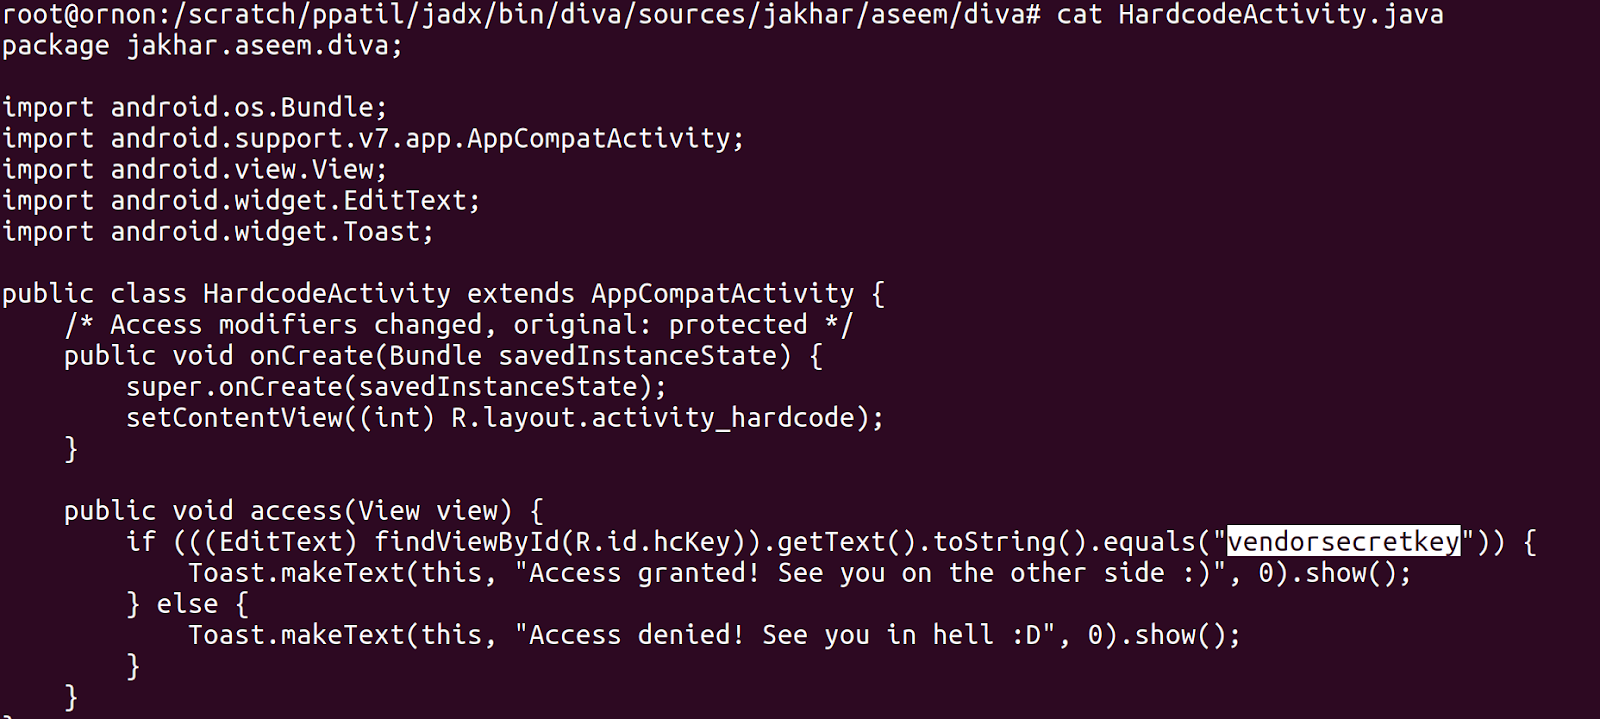 root@ornon:/scratch/ppatil/jadx/bin/diva/sources/jakhar/aseem/diva# cat HardcodeActivity.java
package jakhar.aseem.diva;

import android.os.Bundle;
import android.support.v7.app.AppCompatActivity;
import android.view.View;
import android.widget.EditText;
import android.widget.Toast;

public class HardcodeActivity extends AppCompatActivity {
    /* Access modifiers changed, original: protected */
    public void onCreate(Bundle savedInstanceState) {
        super.onCreate(savedInstanceState);
        setContentView((int) R.layout.activity_hardcode);
    }

    public void access(View view) {
        if (((EditText) findViewById(R.id.hcKey)).getText().toString().equals("vendorsecretkey")) {
            Toast.makeText(this, "Access granted! See you on the other side :)", 0).show();
        } else {
            Toast.makeText(this, "Access denied! See you in hell :D", 0).show();
        }
    }